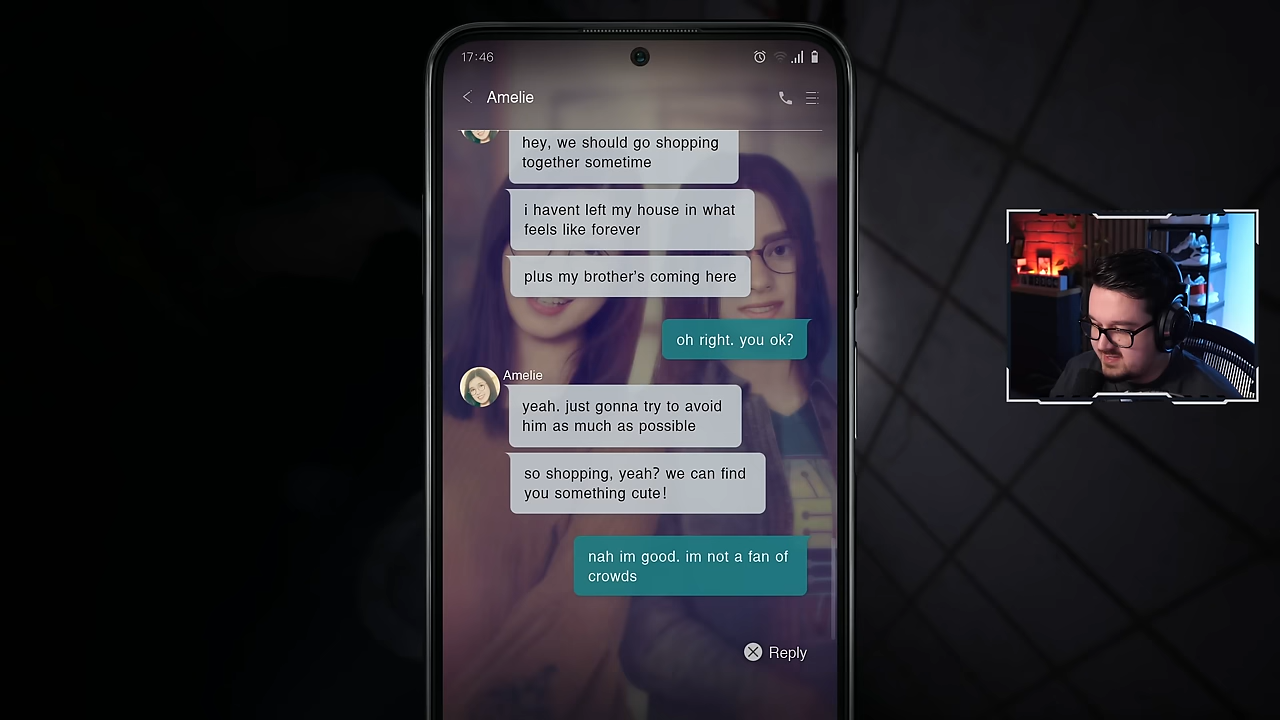 17:46
Amelie
hey, we should go shopping
together sometime
i havent left my house in what
feels like forever
plus my brother's coming here
oh right. you ok?
Amelie
yeah. just gonna try to avoid
him as much as possible
so shopping, yeah? we can find
you something cute!
nah im good. im not a fan of
crowds
Reply